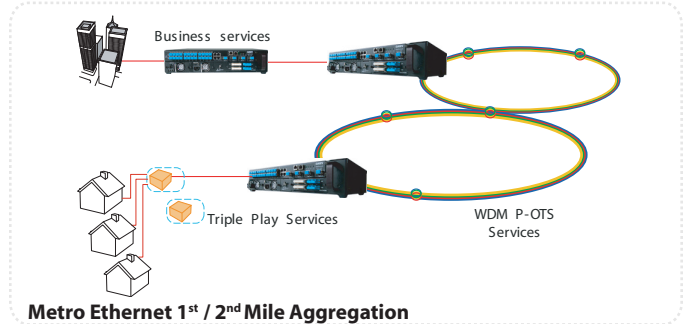 Business services
Triple Play Services
WDM P-OTS
Services
Metro Ethernet 1st / 2nd Mile Aggregation